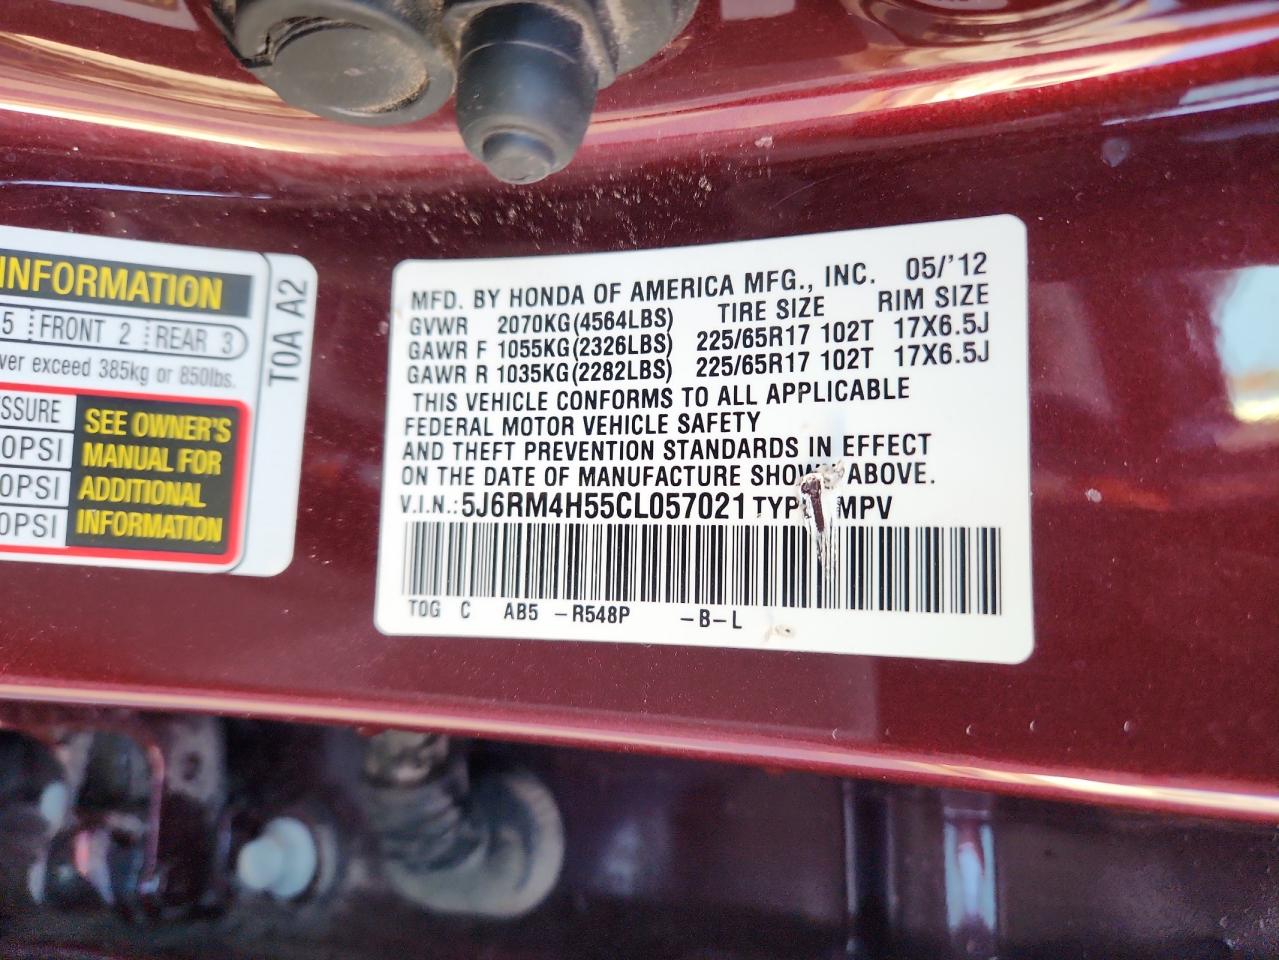 INFORMATION
5 FRONT 2 REAR 3
ver exceed 385kg or 850lbs.
SSURE
0PSI
0PSI
0PSI
SEE OWNER'S
MANUAL FOR
ADDITIONAL
INFORMATION
T0A A2
MFD. BY HONDA OF AMERICA MFG., INC. 05/'12
GVWR 2070KG(4564LBS) TIRE SIZE RIM SIZE
GAWR F 1055KG(2326LBS) 225/65R17 102T 17X6.5J
GAWR R 1035KG(2282LBS) 225/65R17 102T 17X6.5J
THIS VEHICLE CONFORMS TO ALL APPLICABLE
FEDERAL MOTOR VEHICLE SAFETY
AND THEFT PREVENTION STANDARDS IN EFFECT
ON THE DATE OF MANUFACTURE SHOWN ABOVE.
V.I.N.: 5J6RM4H55CL057021 TYP MPV
TOG C AB5 -R548P -B-L